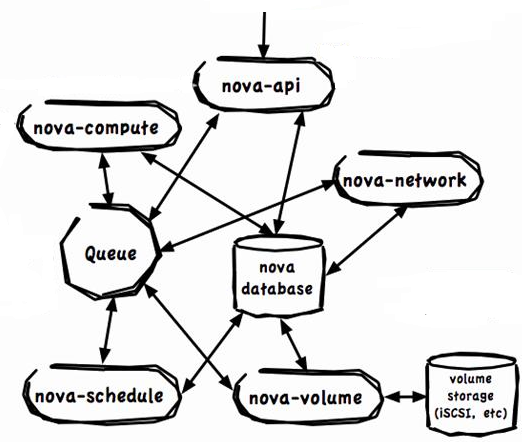 nova-api
nova-compute
nova-network
Queue
nova
database
nova-schedule
nova-volume
volume
storage
(iSCSI, etc)